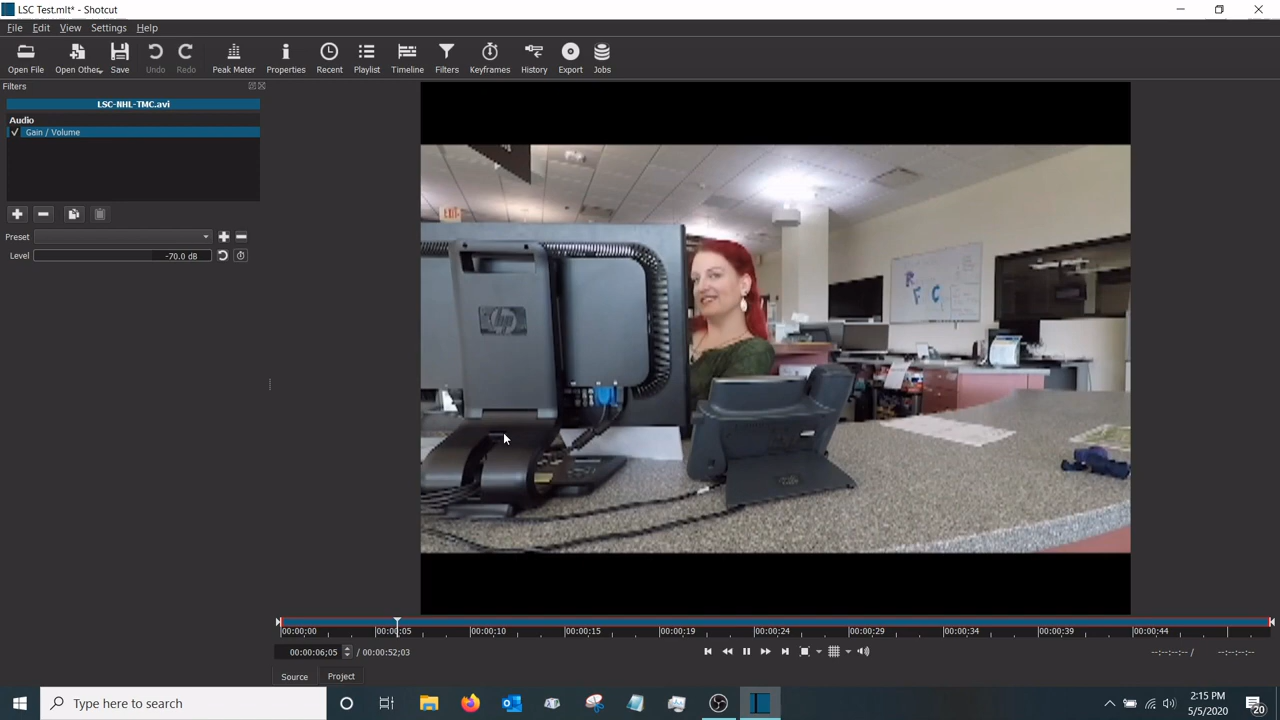 LSC Test.mlt* - Shotcut
File Edit View Settings Help
Open File Open Other... Save Undo Redo Peak Meter Properties Recent Playlist Timeline Filters Keyframes History Export Jobs
Filters
LSC-NHL-TMC.avi
Audio
✓ Gain / Volume
Preset
Level -70.0 dB
EXIT
hp
R
F C
00:00:00 00:00:05 00:00:10 00:00:15 00:00:19 00:00:24 00:00:29 00:00:34 00:00:39 00:00:44
00:00:06;05 / 00:00:52;03 --:--:--:-- / --:--:--:--
Source Project
Type here to search
2:15 PM
5/5/2020
20